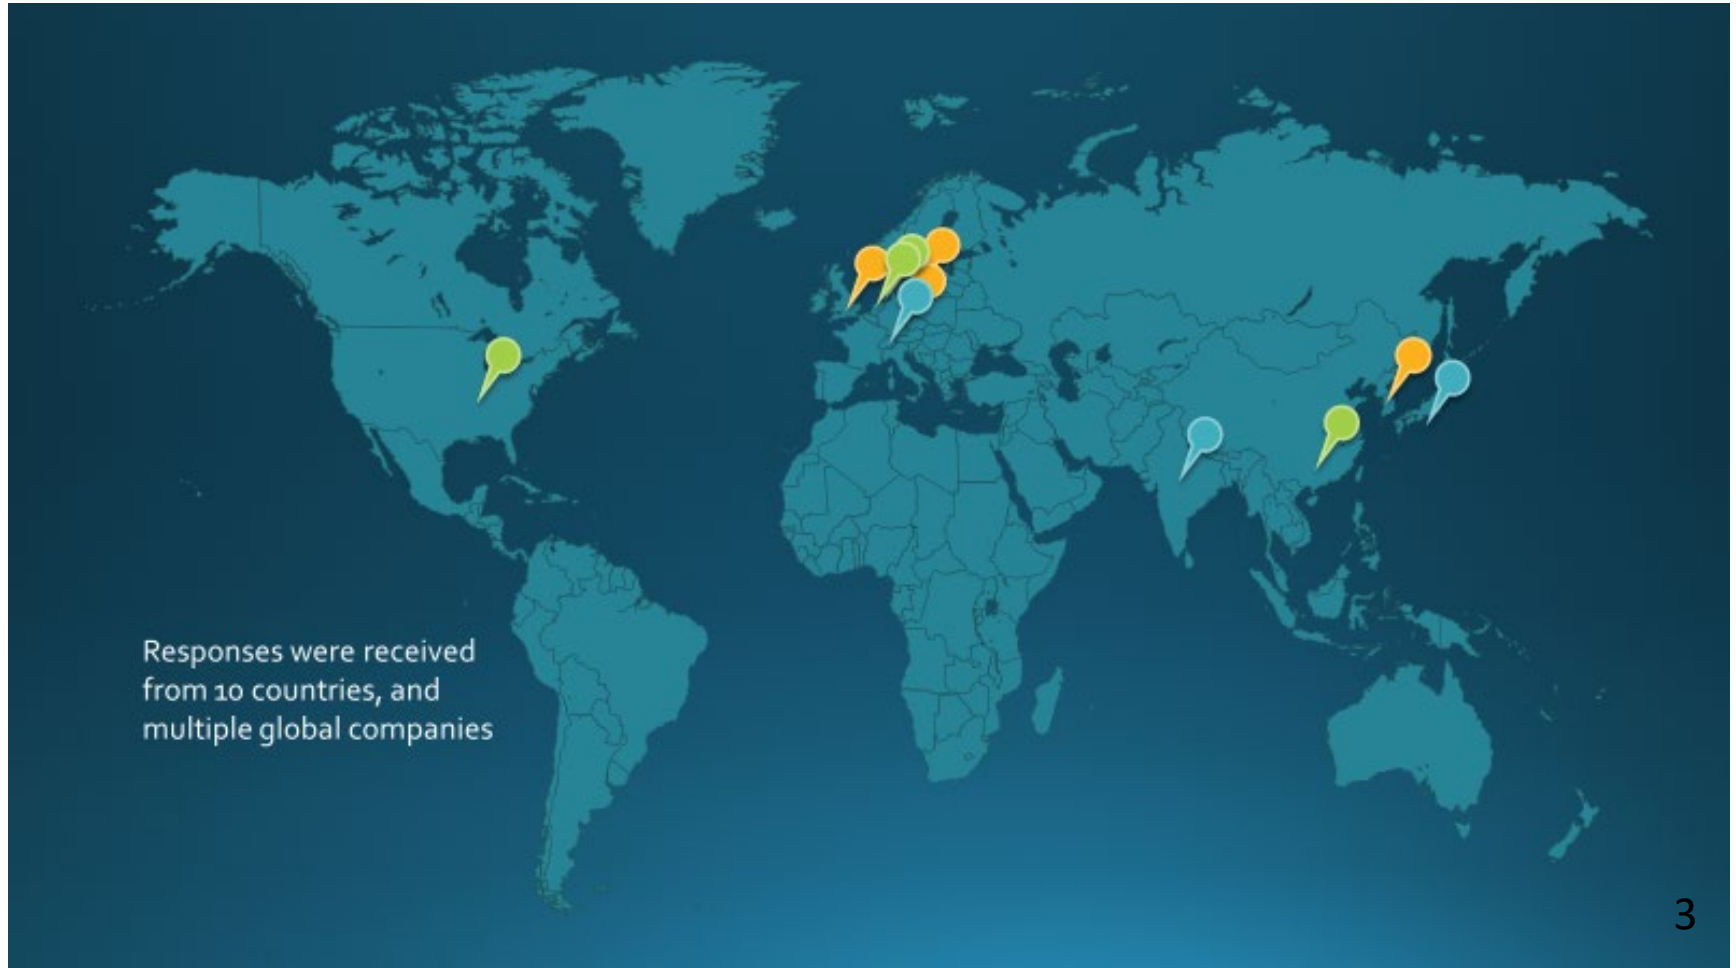 Responses were received
from 10 countries, and
multiple global companies
3